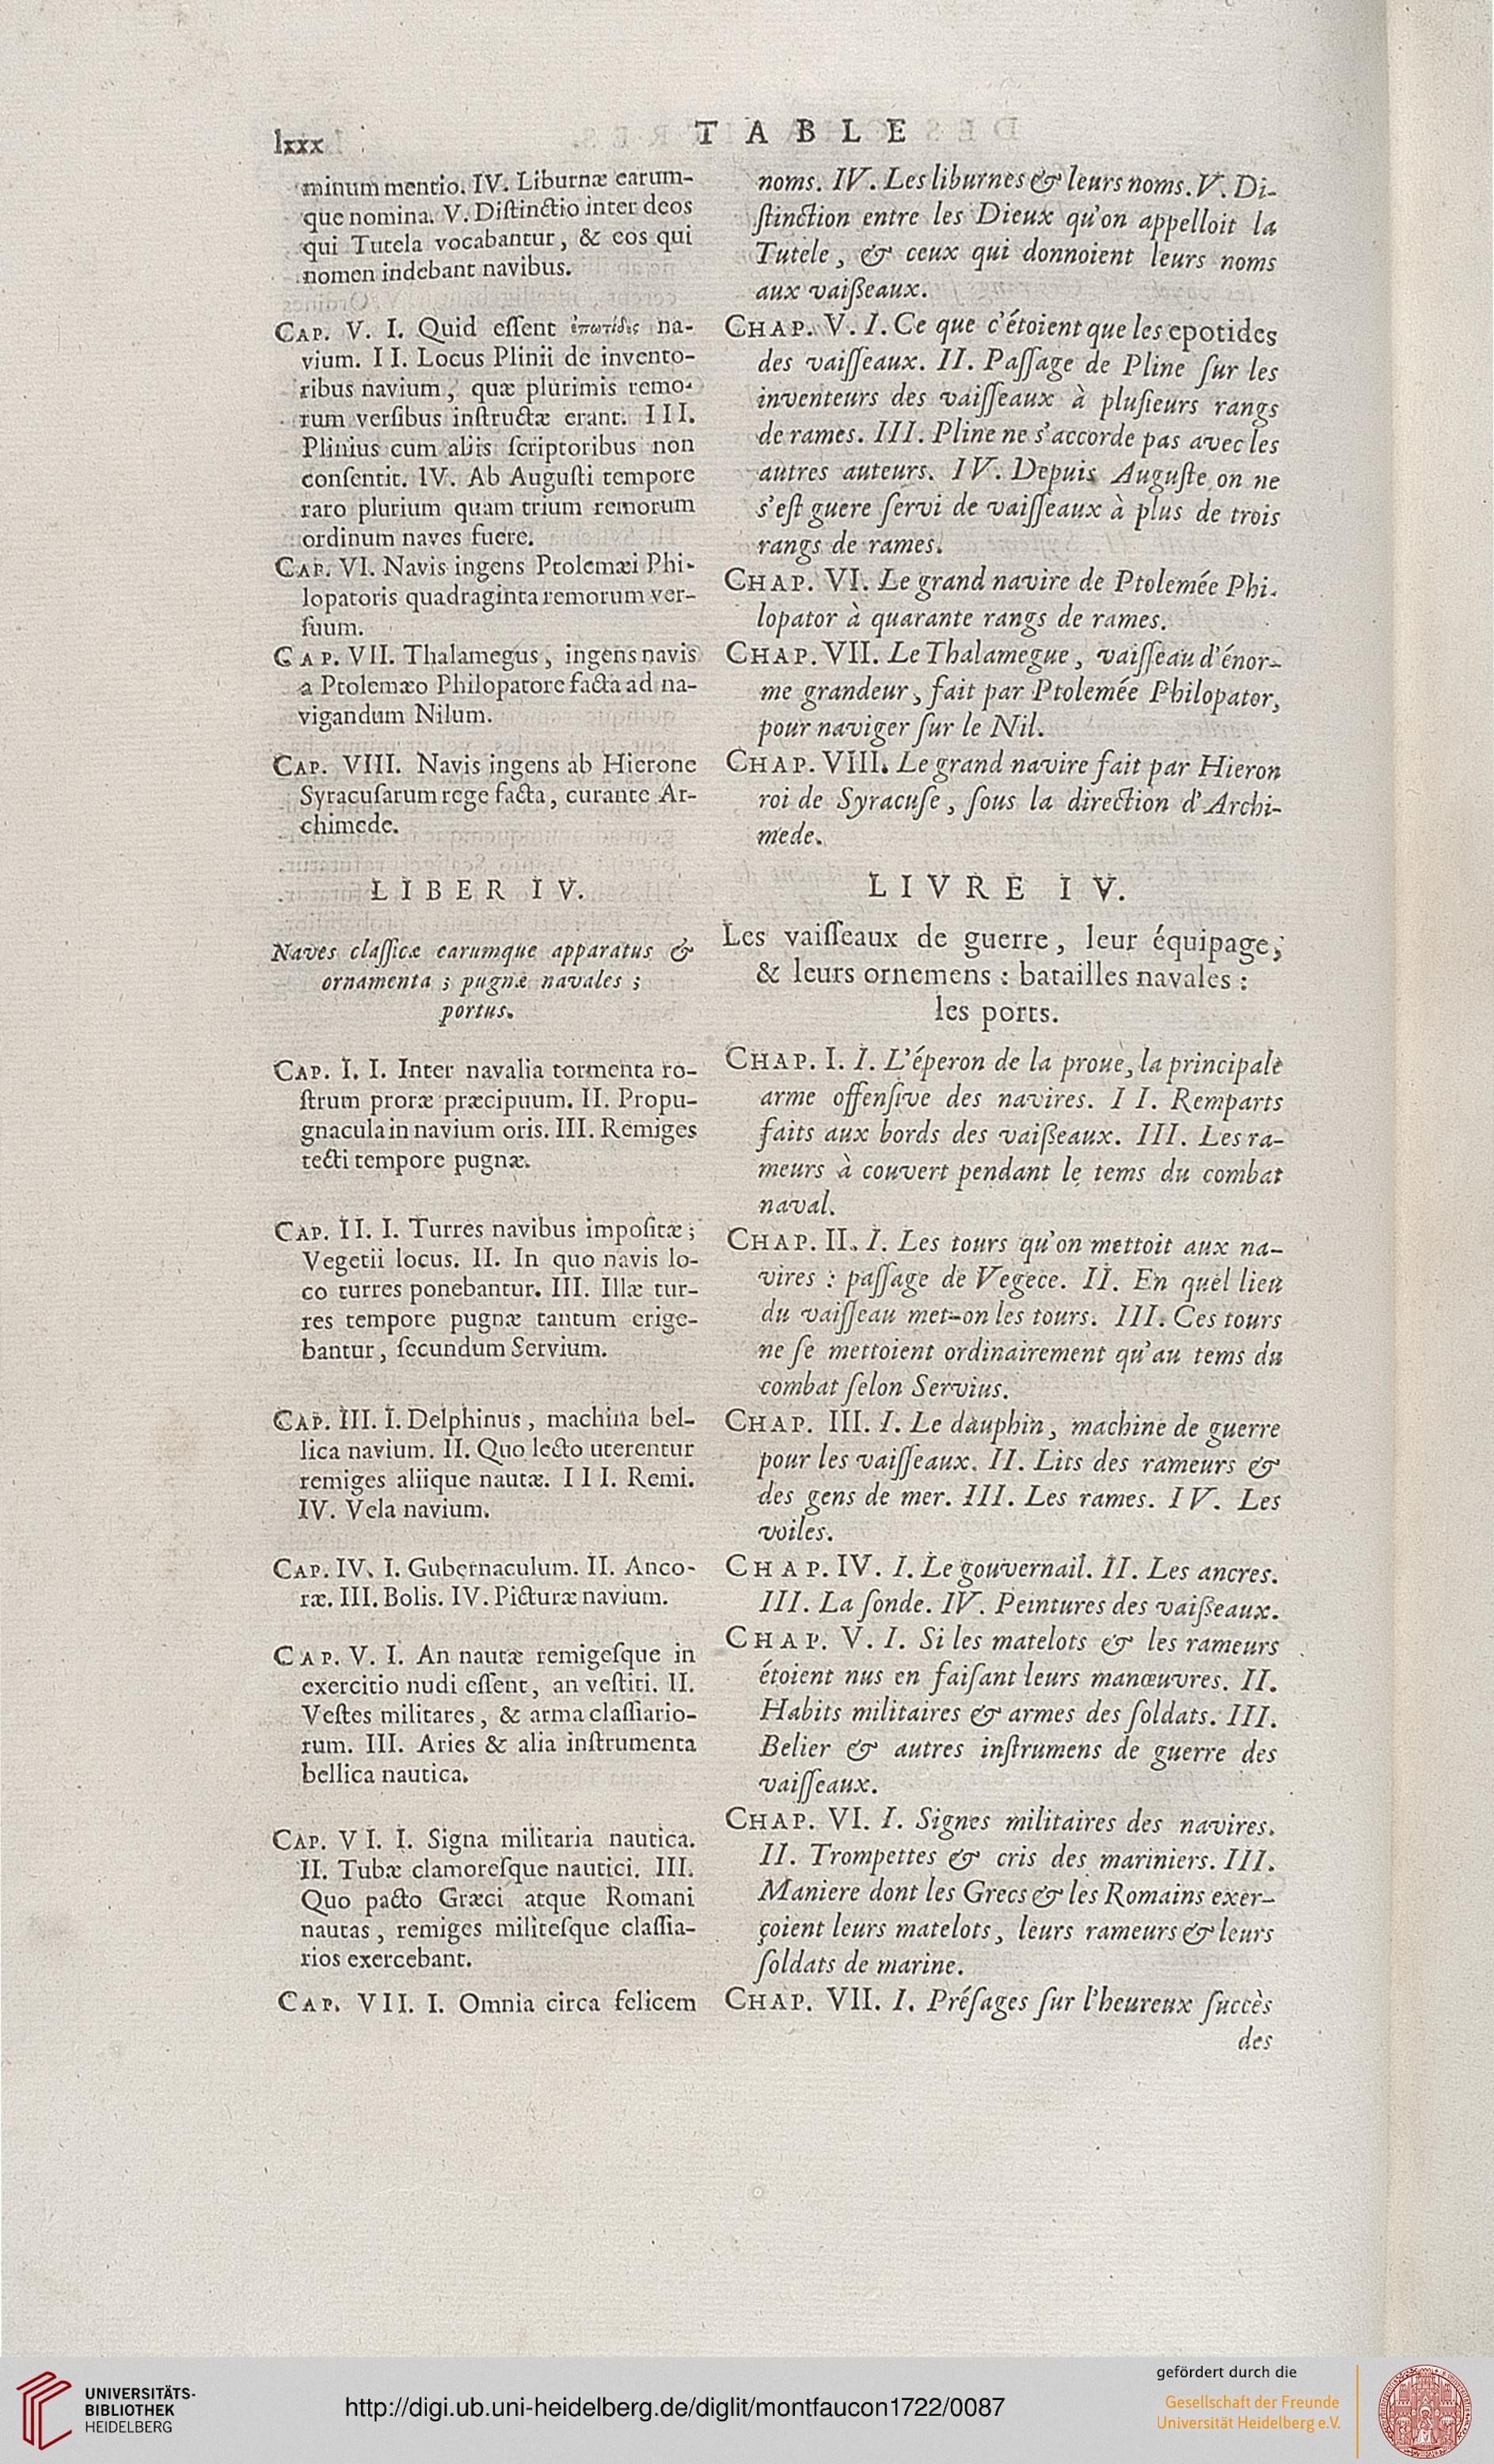 lxxx
TABLE
minum mentio. IV. Liburnæ earum-
que nomina. V. Distinctio inter deos
qui Tutela vocabantur, & eos qui
nomen indebant navibus.
CAP. V. I. Quid essent ἐπωτίδες na-
vium. II. Locus Plinii de invento-
ribus navium, quæ plurimis remo-
rum versibus instructæ erant. III.
Plinius cum aliis scriptoribus non
consentit. IV. Ab Augusti tempore
raro plurium quam trium remorum
ordinum naves fuere.
CAP. VI. Navis ingens Ptolemæi Phi-
lopatoris quadraginta remorum ver-
suum.
CAP. VII. Thalamegus, ingens navis
a Ptolemæo Philopatore facta ad na-
vigandum Nilum.
CAP. VIII. Navis ingens ab Hierone
Syracusarum rege facta, curante Ar-
chimede.
LIBER IV.
Naves classicæ earumque apparatus &
ornamenta ; pugnæ navales ;
portus.
CAP. I. I. Inter navalia tormenta ro-
strum proræ præcipuum. II. Propu-
gnacula in navium oris. III. Remiges
tecti tempore pugnæ.
CAP. II. I. Turres navibus impositæ ;
Vegetii locus. II. In quo navis lo-
co turres ponebantur. III. Illæ tur-
res tempore pugnæ tantum erige-
bantur, secundum Servium.
CAP. III. I. Delphinus, machina bel-
lica navium. II. Quo lecto uterentur
remiges aliique nautæ. III. Remi.
IV. Vela navium.
CAP. IV. I. Gubernaculum. II. Anco-
ræ. III. Bolis. IV. Picturæ navium.
CAP. V. I. An nautæ remigesque in
exercitio nudi essent, an vestiti. II.
Vestes militares, & arma classiario-
rum. III. Aries & alia instrumenta
bellica nautica.
CAP. VI. I. Signa militaria nautica.
II. Tubæ clamoresque nautici. III.
Quo pacto Græci atque Romani
nautas, remiges militesque classia-
rios exercebant.
CAP. VII. I. Omnia circa felicem
noms. IV. Les liburnes & leurs noms. V. Di-
stinction entre les Dieux qu'on appelloit la
Tutele, & ceux qui donnoient leurs noms
aux vaisseaux.
CHAP. V. I. Ce que c'étoient que les epotides
des vaisseaux. II. Passage de Pline sur les
inventeurs des vaisseaux à plusieurs rangs
de rames. III. Pline ne s'accorde pas avec les
autres auteurs. IV. Depuis Auguste on ne
s'est guere servi de vaisseaux à plus de trois
rangs de rames.
CHAP. VI. Le grand navire de Ptolemée Phi-
lopator à quarante rangs de rames.
CHAP. VII. Le Thalamegue, vaisseau d'énor-
me grandeur, fait par Ptolemée Philopator,
pour naviger sur le Nil.
CHAP. VIII. Le grand navire fait par Hieron
roi de Syracuse, sous la direction d'Archi-
mede.
LIVRE IV.
Les vaisseaux de guerre, leur équipage,
& leurs ornemens : batailles navales :
les ports.
CHAP. I. I. L'éperon de la proue, la principale
arme offensive des navires. II. Remparts
faits aux bords des vaisseaux. III. Les ra-
meurs à couvert pendant le tems du combat
naval.
CHAP. II. I. Les tours qu'on mettoit aux na-
vires : passage de Vegece. II. En quel lieu
du vaisseau met-on les tours. III. Ces tours
ne se mettoient ordinairement qu'au tems du
combat selon Servius.
CHAP. III. I. Le dauphin, machine de guerre
pour les vaisseaux. II. Lits des rameurs &
des gens de mer. III. Les rames. IV. Les
voiles.
CHAP. IV. I. Le gouvernail. II. Les ancres.
III. La sonde. IV. Peintures des vaisseaux.
CHAP. V. I. Si les matelots & les rameurs
étoient nus en faisant leurs manœuvres. II.
Habits militaires & armes des soldats. III.
Belier & autres instrumens de guerre des
vaisseaux.
CHAP. VI. I. Signes militaires des navires.
II. Trompettes & cris des mariniers. III.
Maniere dont les Grecs & les Romains exer-
çoient leurs matelots, leurs rameurs & leurs
soldats de marine.
CHAP. VII. I. Présages sur l'heureux succès
des
UNIVERSITÄTS-
BIBLIOTHEK
HEIDELBERG
http://digi.ub.uni-heidelberg.de/diglit/montfaucon1722/0087
gefördert durch die
Gesellschaft der Freunde
Universität Heidelberg e.V.